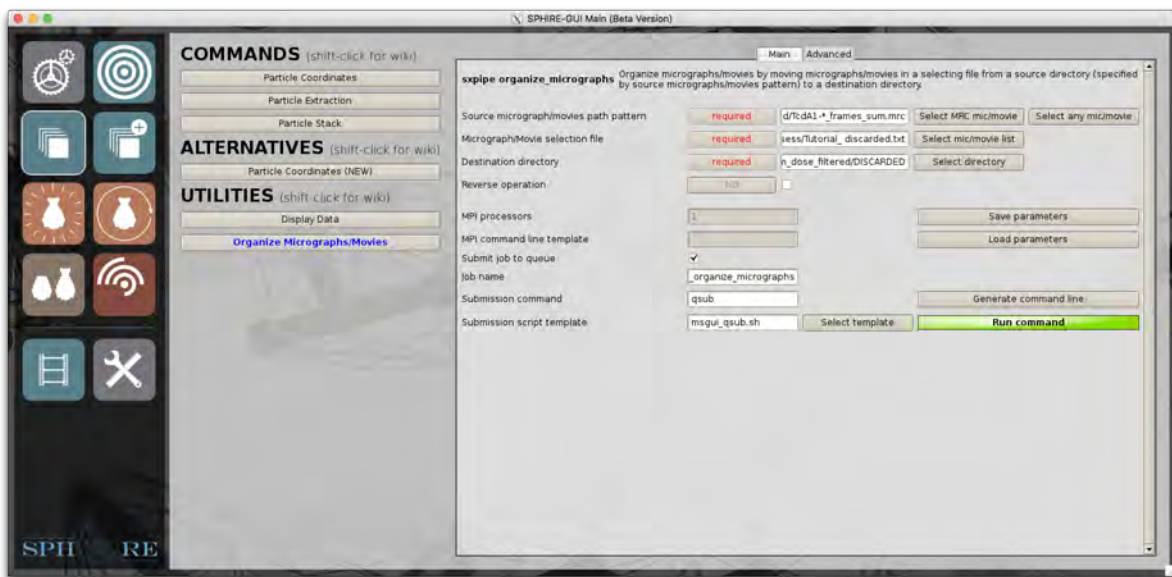 SPHIRE-GUI Main (Beta Version)
COMMANDS (shift-click for wiki)
Particle Coordinates
Particle Extraction
Particle Stack
ALTERNATIVES (shift-click for wiki)
Particle Coordinates (NEW)
UTILITIES (shift-click for wiki)
Display Data
Organize Micrographs/Movies
SPH RE
Main Advanced
sxpipe organize_micrographs Organize micrographs/movies by moving micrographs/movies in a selecting file from a source directory (specified
by source micrographs/movies pattern) to a destination directory.
Source micrograph/movies path pattern required d/TcdA1-*_frames_sum.mrc Select MRC mic/movie Select any mic/movie
Micrograph/Movie selection file required sess/Tutorial_ discarded.txt Select mic/movie list
Destination directory required n_dose_filtered/DISCARDED Select directory
Reverse operation NO
MPI processors 1 Save parameters
MPI command line template Load parameters
Submit job to queue
Job name _organize_micrographs
Submission command qsub Generate command line
Submission script template msgui_qsub.sh Select template Run command